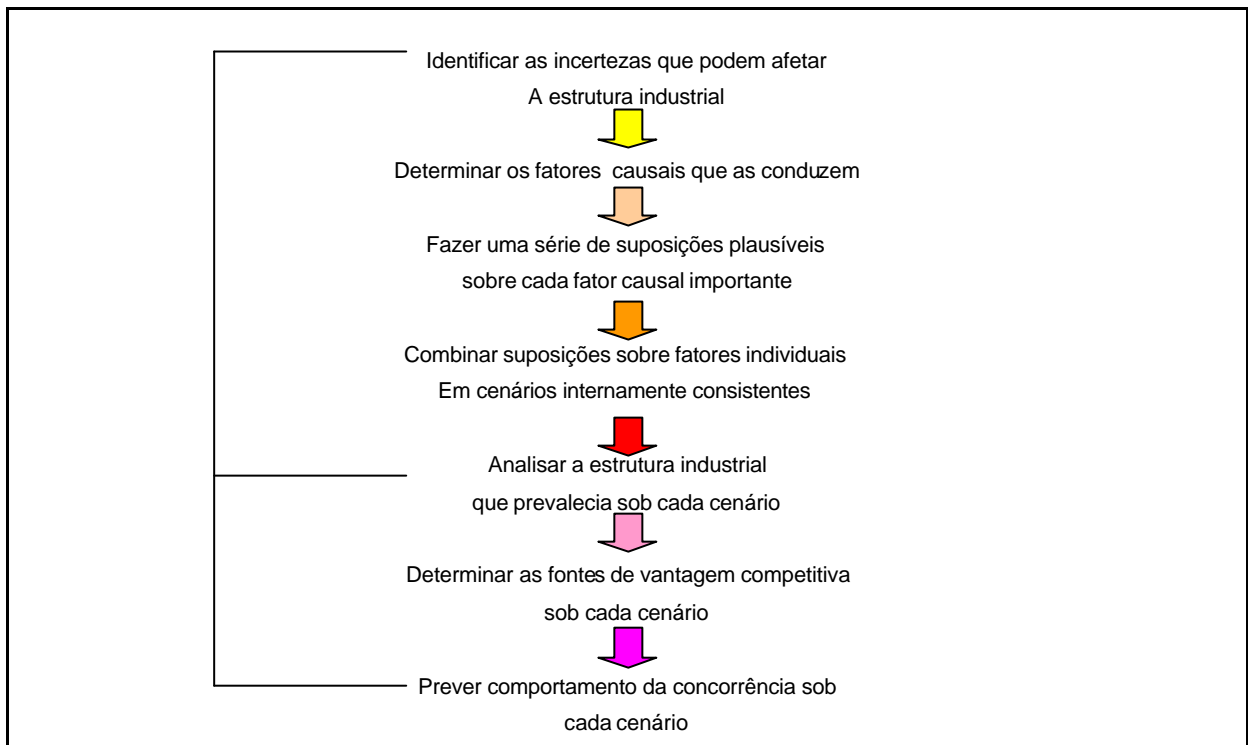 Identificar as incertezas que podem afetar
A estrutura industrial
Determinar os fatores causais que as conduzem
Fazer uma série de suposições plausíveis
sobre cada fator causal importante
Combinar suposições sobre fatores individuais
Em cenários internamente consistentes
Analisar a estrutura industrial
que prevalecia sob cada cenário
Determinar as fontes de vantagem competitiva
sob cada cenário
Prever comportamento da concorrência sob
cada cenário